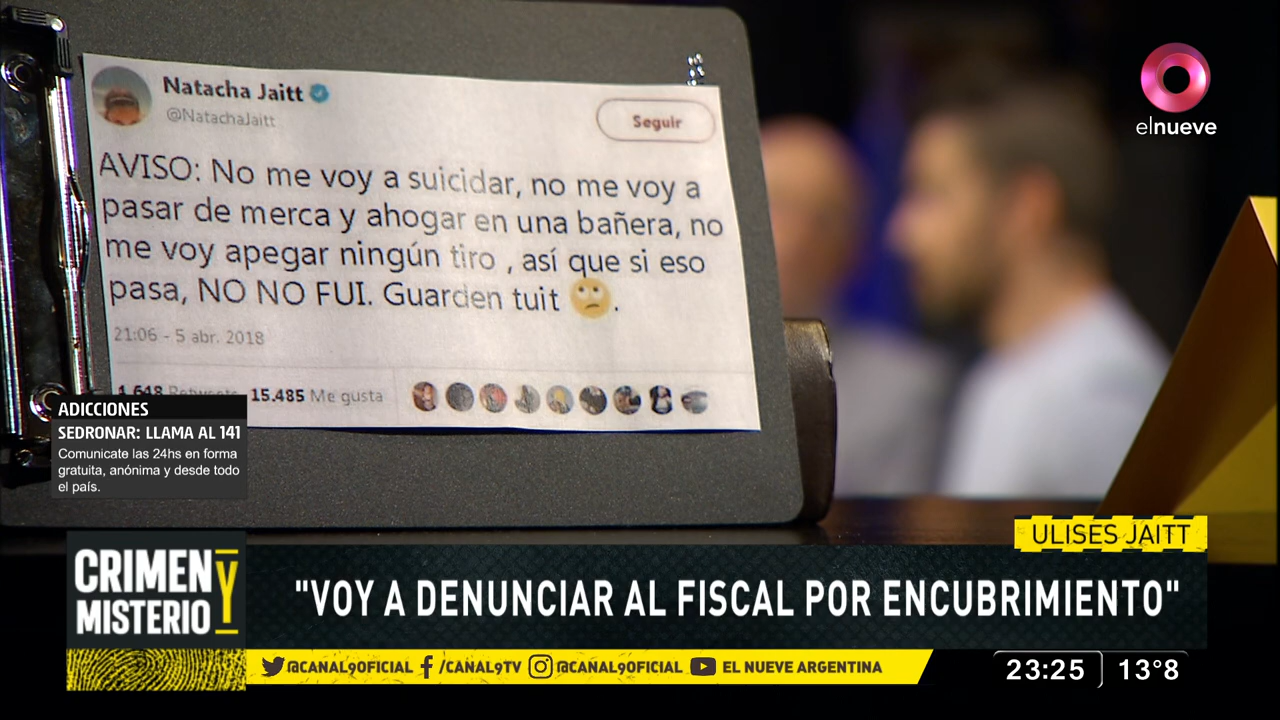 Natacha Jaitt
@NatachaJaitt
Seguir
AVISO: No me voy a suicidar, no me voy a
pasar de merca y ahogar en una bañera, no
me voy apegar ningún tiro , así que si eso
pasa, NO NO FUI. Guarden tuit 🙄.
21:06 - 5 abr. 2018
1.648 Retweets 15.485 Me gusta
elnueve
ADICCIONES
SEDRONAR: LLAMA AL 141
Comunicate las 24hs en forma
gratuita, anónima y desde todo
el país.
ULISES JAITT
CRIMEN Y
MISTERIO
"VOY A DENUNCIAR AL FISCAL POR ENCUBRIMIENTO"
@CANAL9OFICIAL /CANAL9TV @CANAL9OFICIAL EL NUEVE ARGENTINA
23:25 13°8